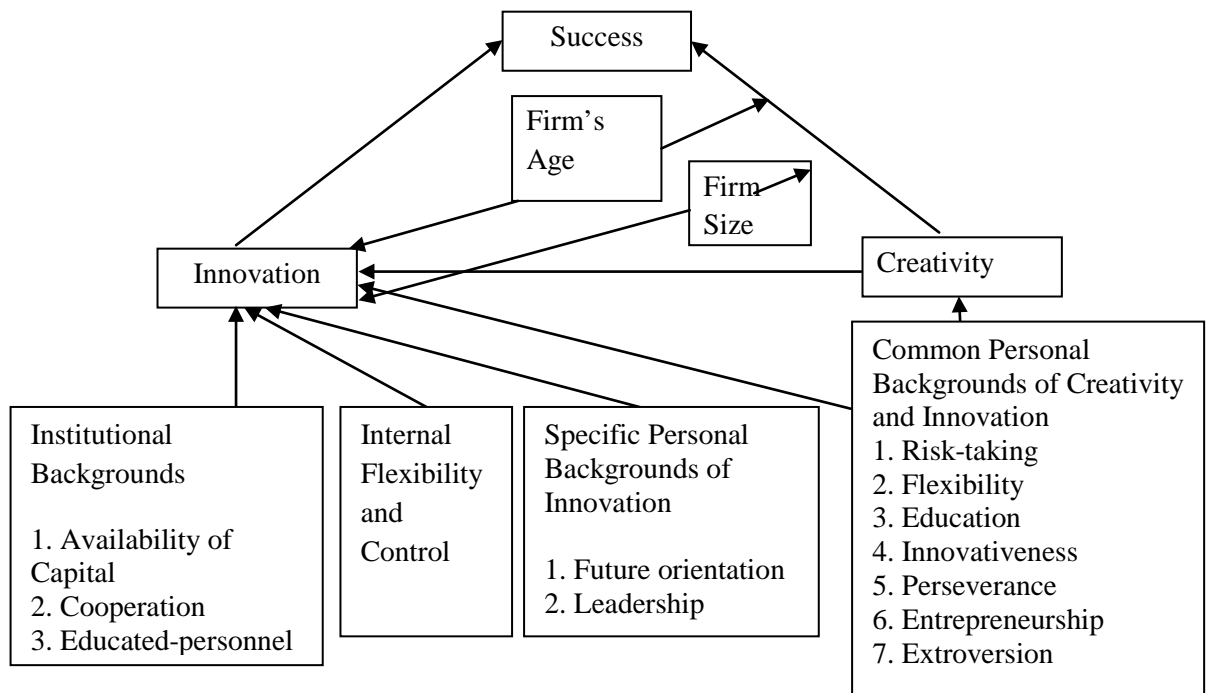 Success
Firm's
Age
Firm
Size
Innovation
Creativity
Institutional
Backgrounds
1. Availability of
Capital
2. Cooperation
3. Educated-personnel
Internal
Flexibility
and
Control
Specific Personal
Backgrounds of
Innovation
1. Future orientation
2. Leadership
Common Personal
Backgrounds of Creativity
and Innovation
1. Risk-taking
2. Flexibility
3. Education
4. Innovativeness
5. Perseverance
6. Entrepreneurship
7. Extroversion